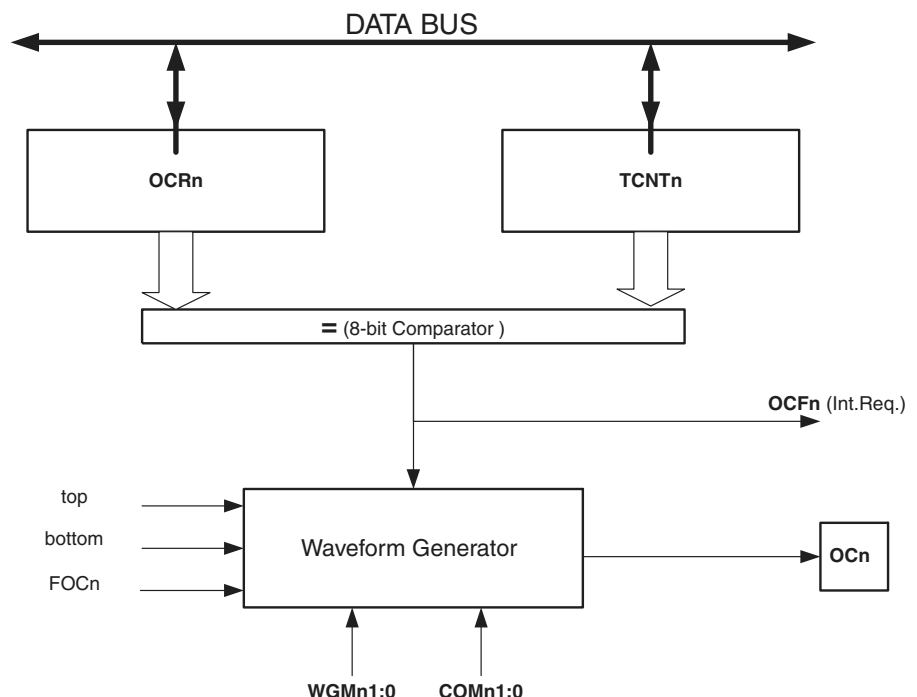 DATA BUS
OCRn
TCNTn
= (8-bit Comparator )
OCFn (Int.Req.)
top
bottom
FOCn
Waveform Generator
OCn
WGMn1:0
COMn1:0